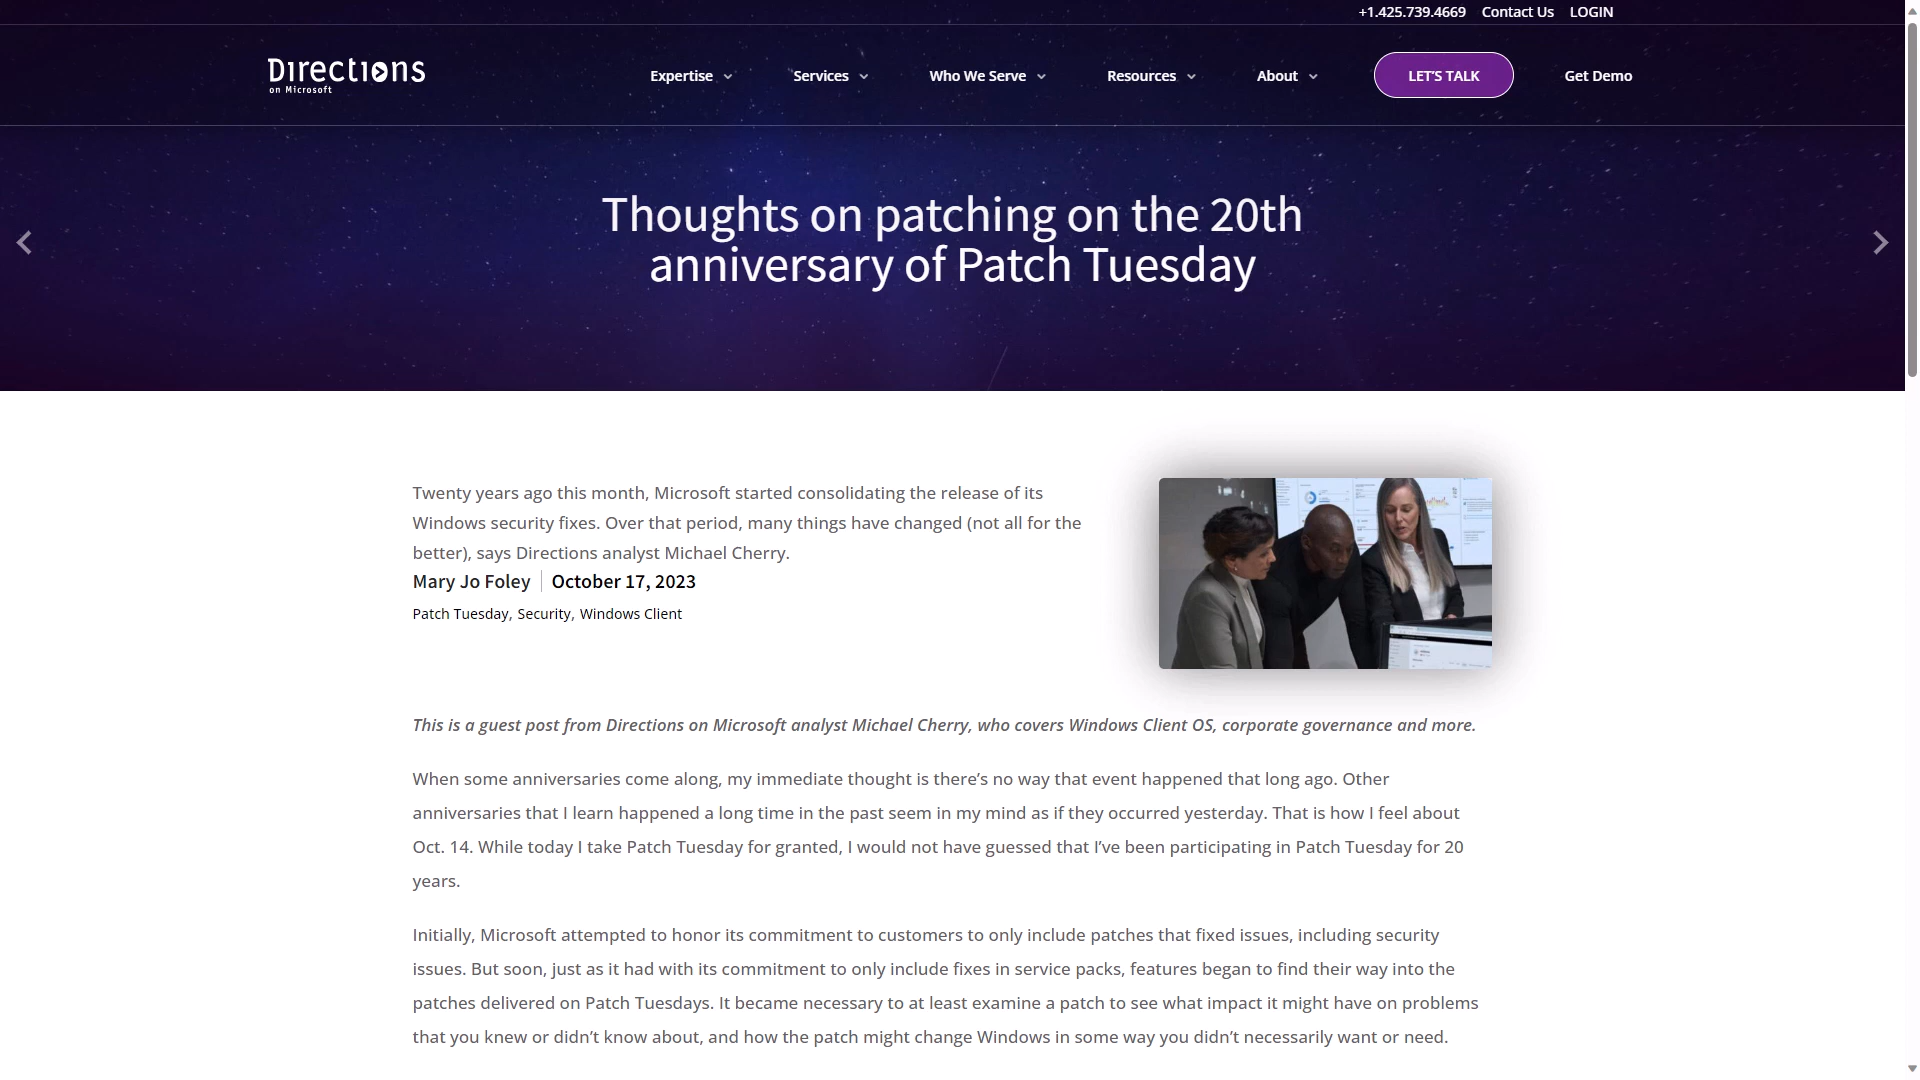 +1.425.739.4669 Contact Us LOGIN
Directions
on Microsoft
Expertise Services Who We Serve Resources About LET'S TALK Get Demo
Thoughts on patching on the 20th
anniversary of Patch Tuesday
Twenty years ago this month, Microsoft started consolidating the release of its
Windows security fixes. Over that period, many things have changed (not all for the
better), says Directions analyst Michael Cherry.
Mary Jo Foley | October 17, 2023
Patch Tuesday, Security, Windows Client
This is a guest post from Directions on Microsoft analyst Michael Cherry, who covers Windows Client OS, corporate governance and more.
When some anniversaries come along, my immediate thought is there’s no way that event happened that long ago. Other
anniversaries that I learn happened a long time in the past seem in my mind as if they occurred yesterday. That is how I feel about
Oct. 14. While today I take Patch Tuesday for granted, I would not have guessed that I’ve been participating in Patch Tuesday for 20
years.
Initially, Microsoft attempted to honor its commitment to customers to only include patches that fixed issues, including security
issues. But soon, just as it had with its commitment to only include fixes in service packs, features began to find their way into the
patches delivered on Patch Tuesdays. It became necessary to at least examine a patch to see what impact it might have on problems
that you knew or didn’t know about, and how the patch might change Windows in some way you didn’t necessarily want or need.